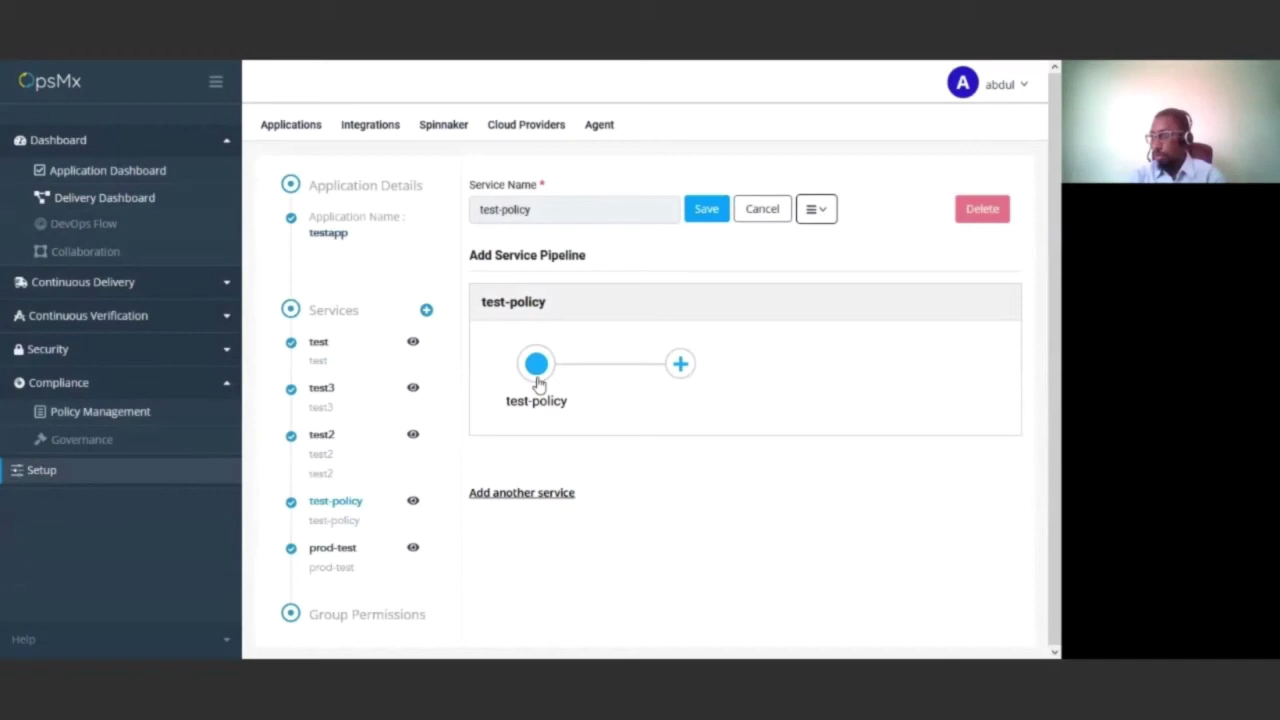 OpsMx
Dashboard
Application Dashboard
Delivery Dashboard
DevOps Flow
Collaboration
Continuous Delivery
Continuous Verification
Security
Compliance
Policy Management
Governance
Setup
Help
A abdul
Applications Integrations Spinnaker Cloud Providers Agent
Application Details
Application Name :
testapp
Services
test
test
test3
test3
test2
test2
test2
test-policy
test-policy
prod-test
prod-test
Group Permissions
Service Name *
test-policy Save Cancel Delete
Add Service Pipeline
test-policy
test-policy
Add another service